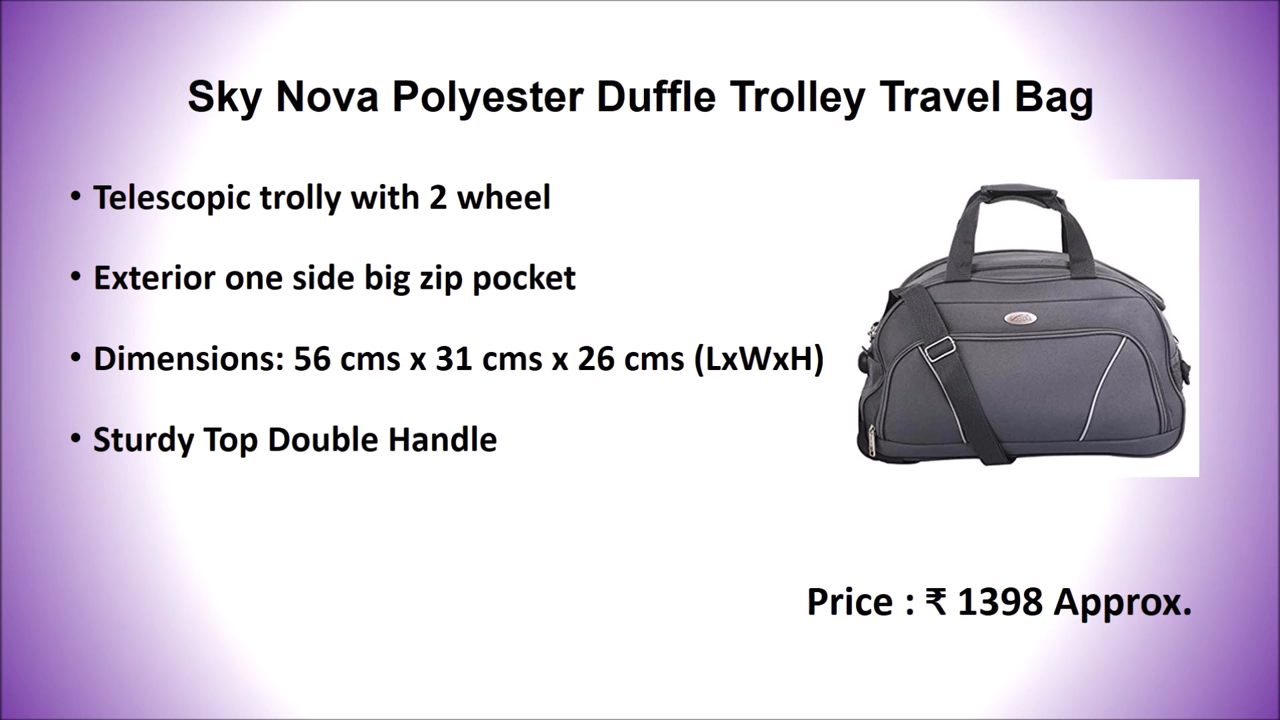 Sky Nova Polyester Duffle Trolley Travel Bag
• Telescopic trolly with 2 wheel
• Exterior one side big zip pocket
• Dimensions: 56 cms x 31 cms x 26 cms (LxWxH)
• Sturdy Top Double Handle
Price : ₹ 1398 Approx.